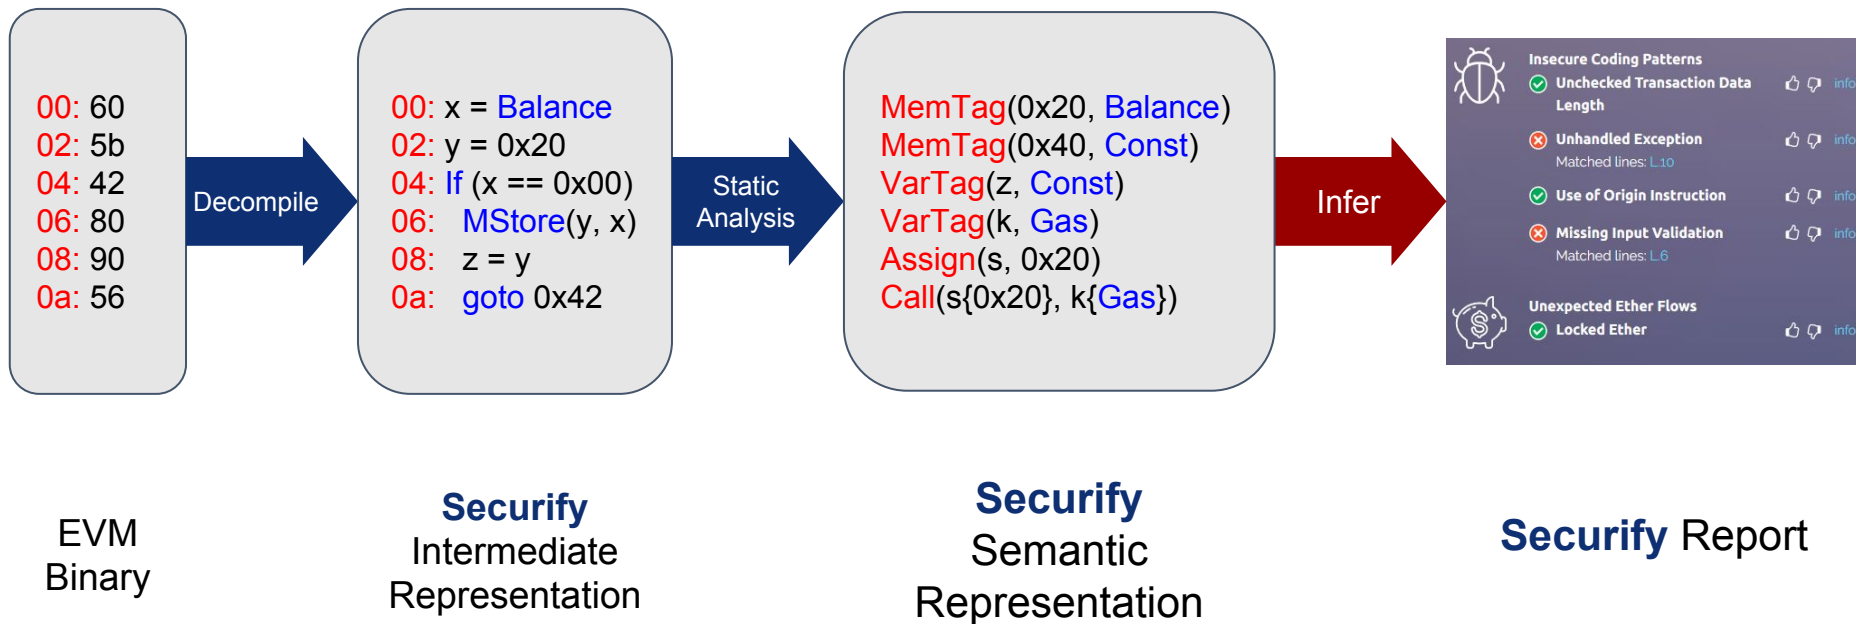 00: 60
02: 5b
04: 42
06: 80
08: 90
0a: 56
Decompile
00: x = Balance
02: y = 0x20
04: If (x == 0x00)
06: MStore(y, x)
08: z = y
0a: goto 0x42
Static
Analysis
MemTag(0x20, Balance)
MemTag(0x40, Const)
VarTag(z, Const)
VarTag(k, Gas)
Assign(s, 0x20)
Call(s{0x20}, k{Gas})
Infer
Insecure Coding Patterns
Unchecked Transaction Data info
Length
Unhandled Exception info
Matched lines: L.10
Use of Origin Instruction info
Missing Input Validation info
Matched lines: L.6
Unexpected Ether Flows
Locked Ether info
EVM
Binary
Securify
Intermediate
Representation
Securify
Semantic
Representation
Securify Report